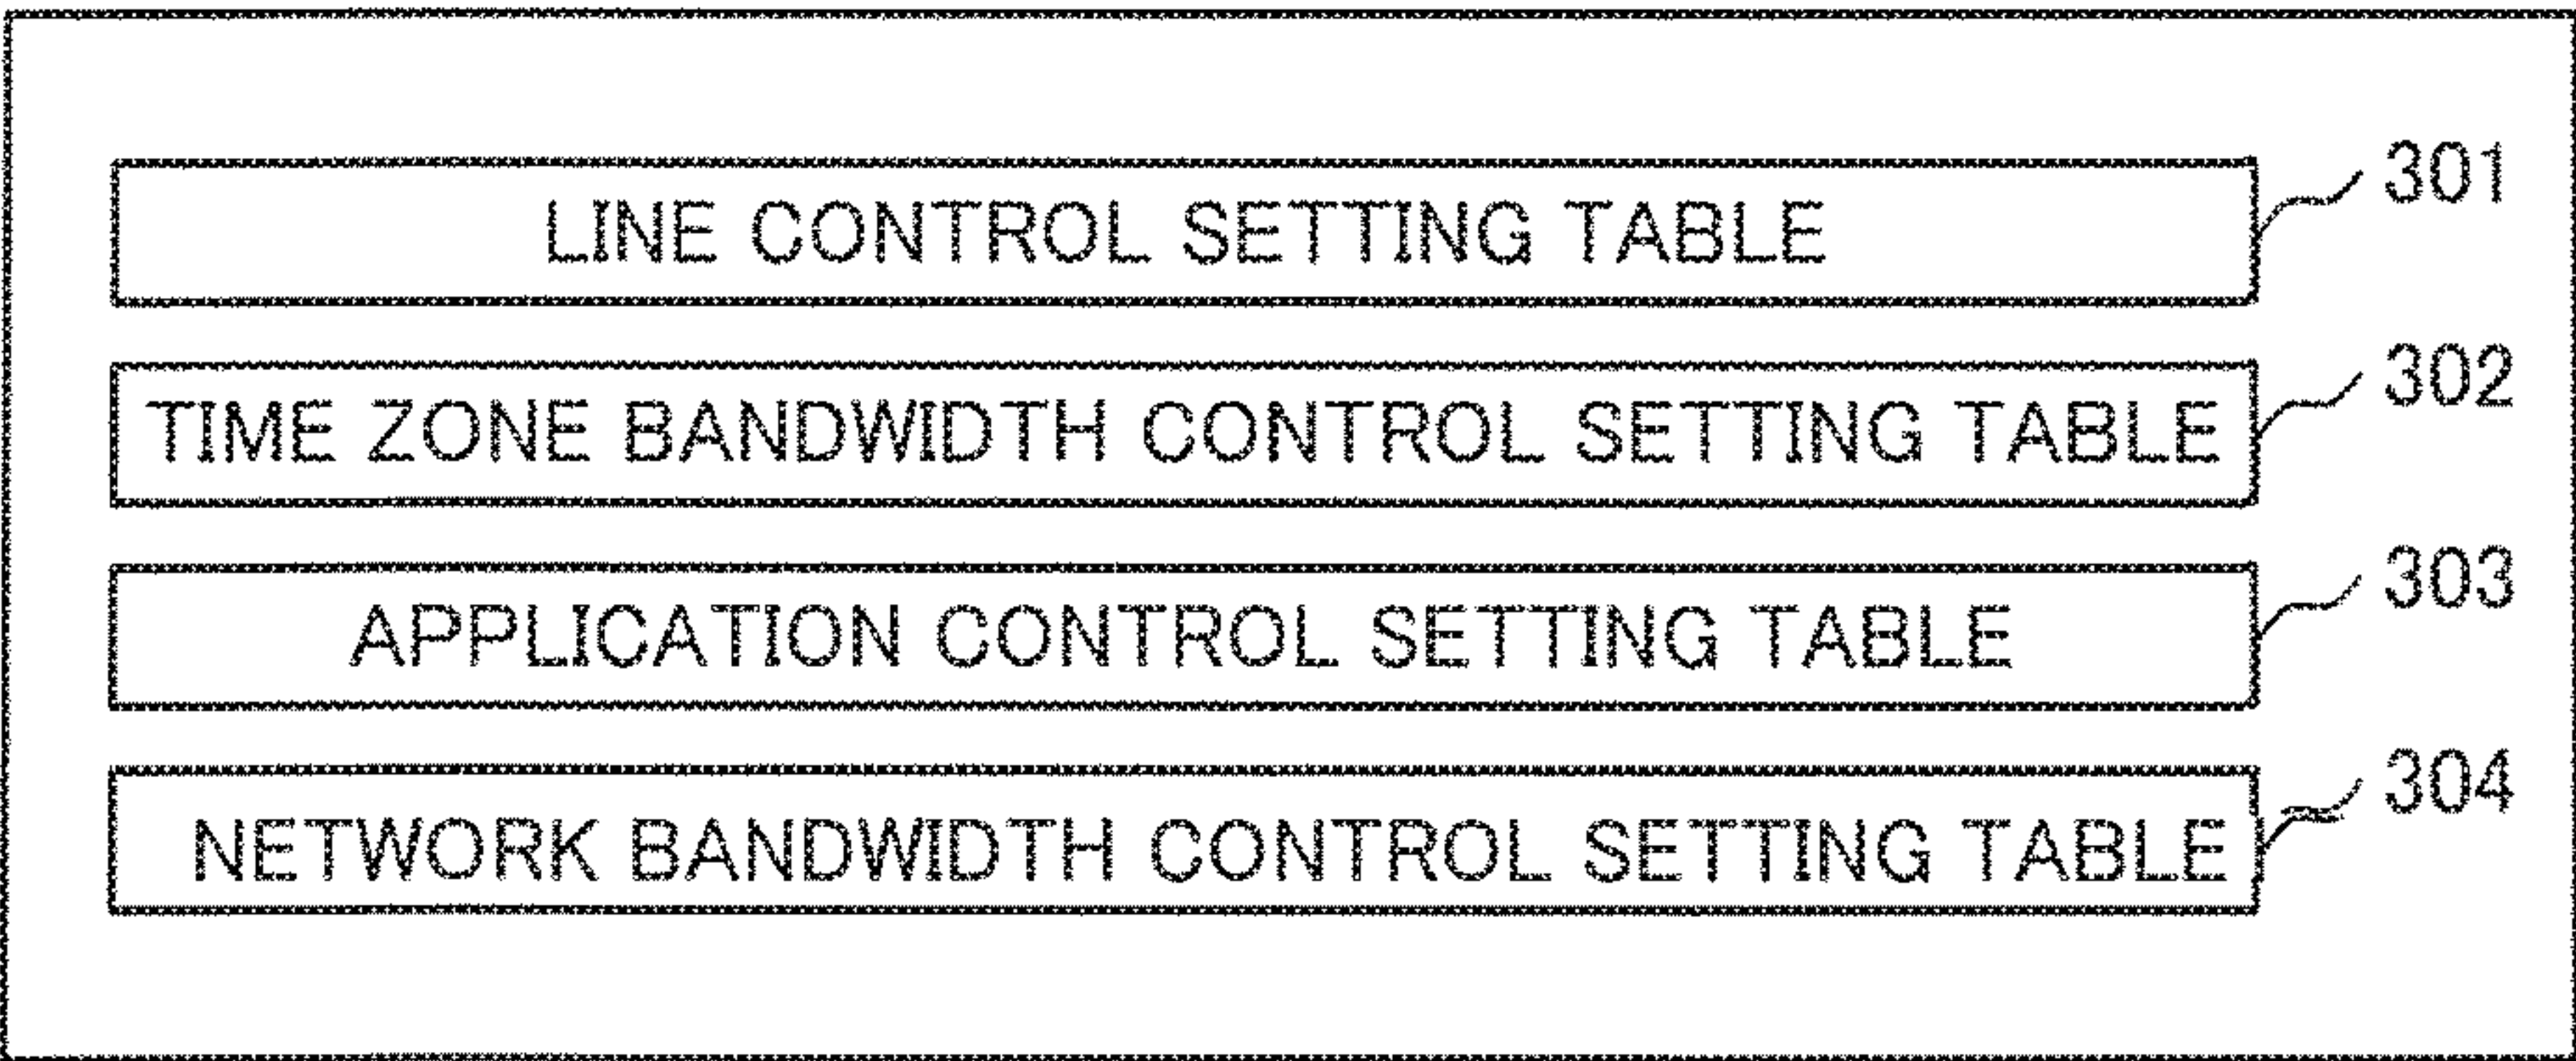 LINE CONTROL SETTING TABLE 301
TIME ZONE BANDWIDTH CONTROL SETTING TABLE 302
APPLICATION CONTROL SETTING TABLE 303
NETWORK BANDWIDTH CONTROL SETTING TABLE 304